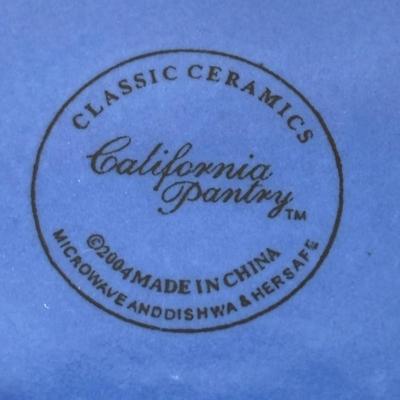 CLASSIC CERAMICS
California
Pantry™
©2004 MADE IN CHINA
MICROWAVE ANDDISHWA & HERSAFE